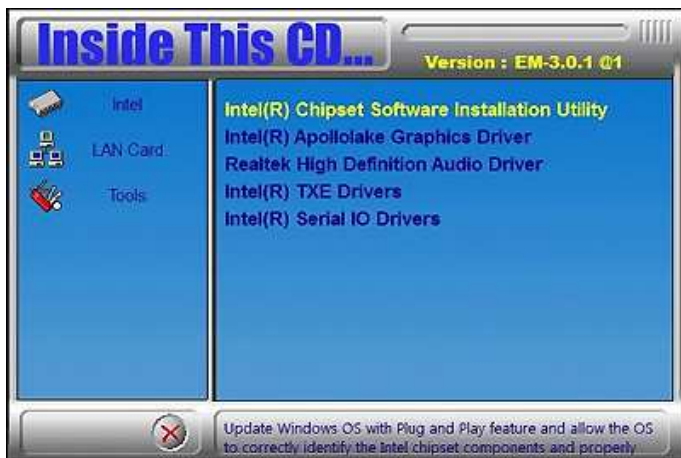 Inside This CD...
Version : EM-3.0.1 @1
Intel
LAN Card
Tools
Intel(R) Chipset Software Installation Utility
Intel(R) Apollolake Graphics Driver
Realtek High Definition Audio Driver
Intel(R) TXE Drivers
Intel(R) Serial IO Drivers
Update Windows OS with Plug and Play feature and allow the OS
to correctly identify the Intel chipset components and properly